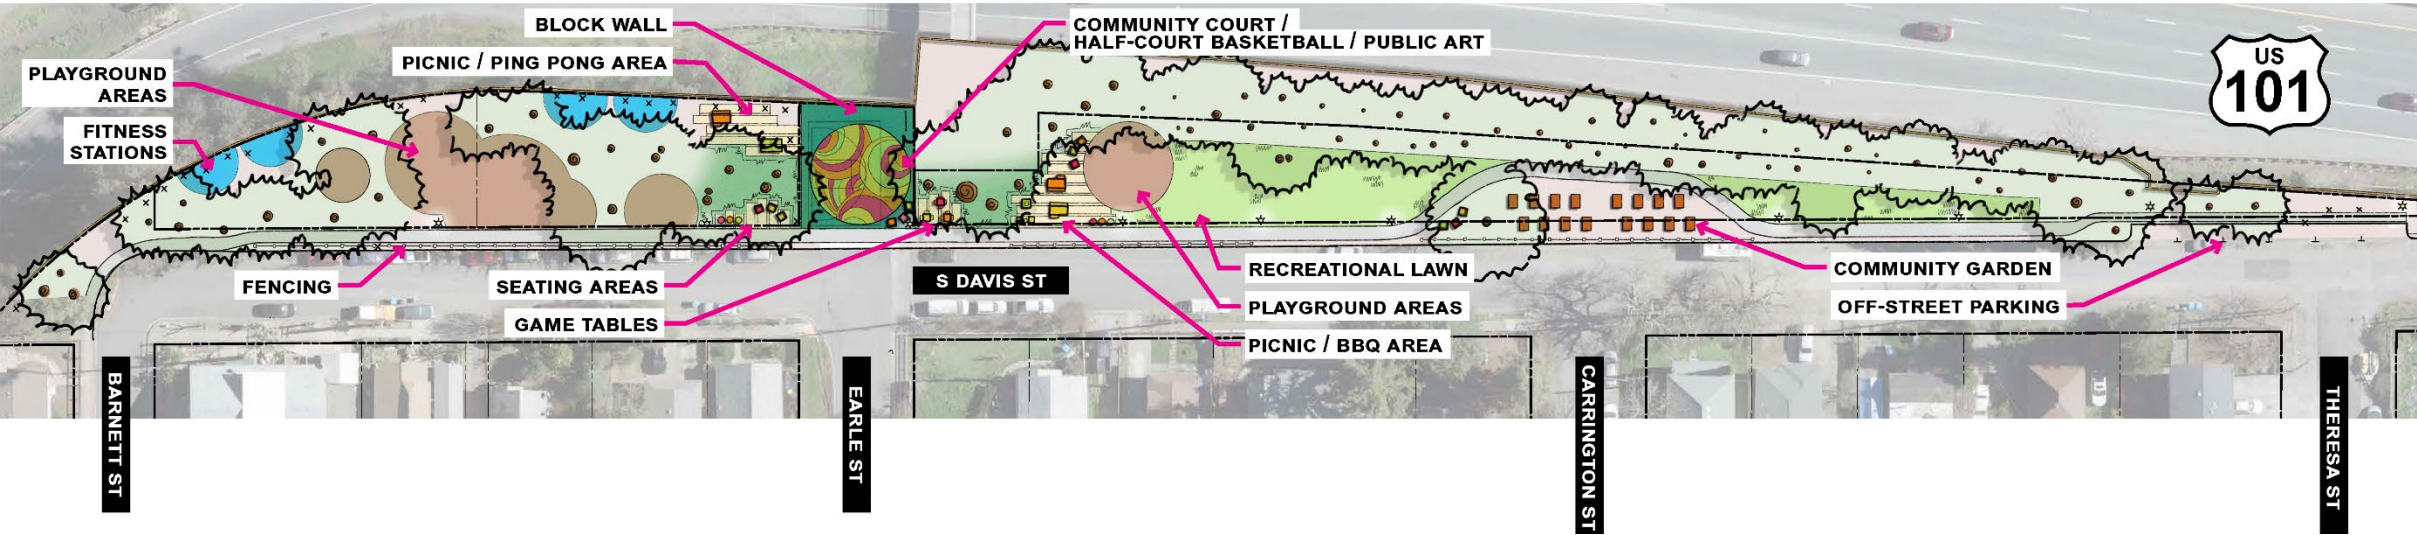 BLOCK WALL
COMMUNITY COURT /
HALF-COURT BASKETBALL / PUBLIC ART
PICNIC / PING PONG AREA
PLAYGROUND
AREAS
FITNESS
STATIONS
US
101
FENCING
SEATING AREAS
GAME TABLES
S DAVIS ST
RECREATIONAL LAWN
PLAYGROUND AREAS
PICNIC / BBQ AREA
COMMUNITY GARDEN
OFF-STREET PARKING
BARNETT ST
EARLE ST
CARRINGTON ST
THERESA ST